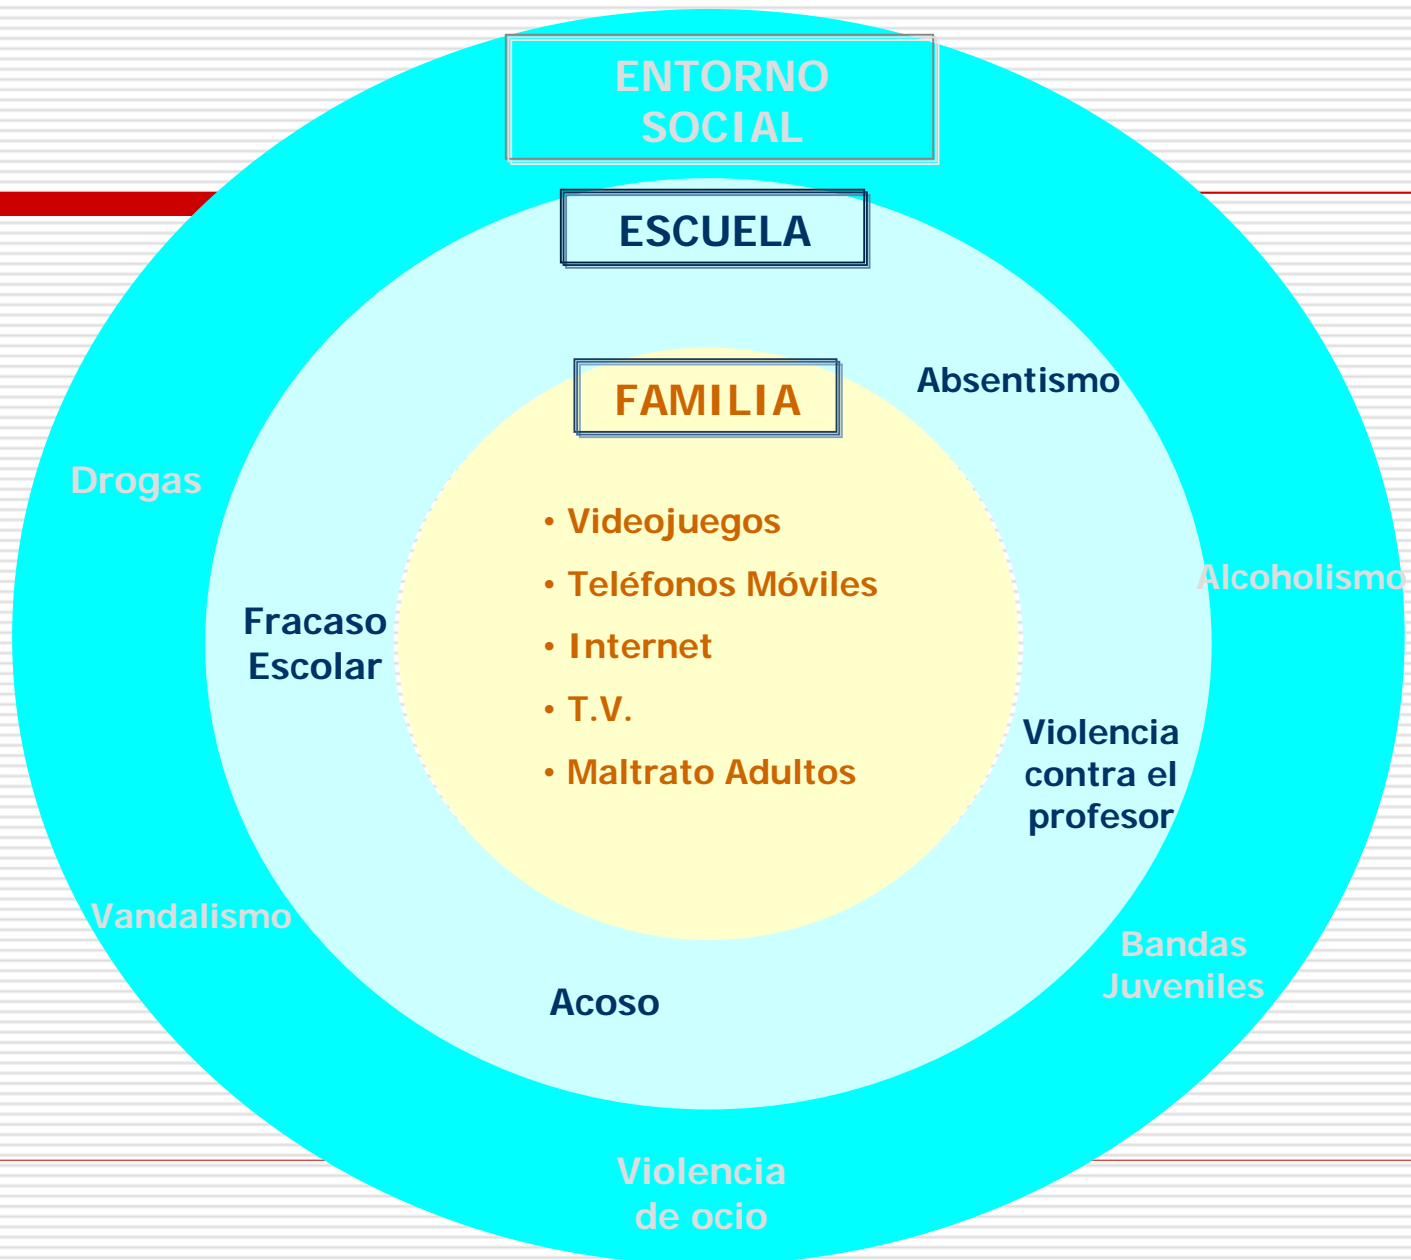 ENTORNO
SOCIAL
ESCUELA
FAMILIA
Absentismo
Drogas
• Videojuegos
• Teléfonos Móviles
• Internet
• T.V.
• Maltrato Adultos
Alcoholismo
Fracaso
Escolar
Violencia
contra el
profesor
Vandalismo
Bandas
Juveniles
Acoso
Violencia
de ocio